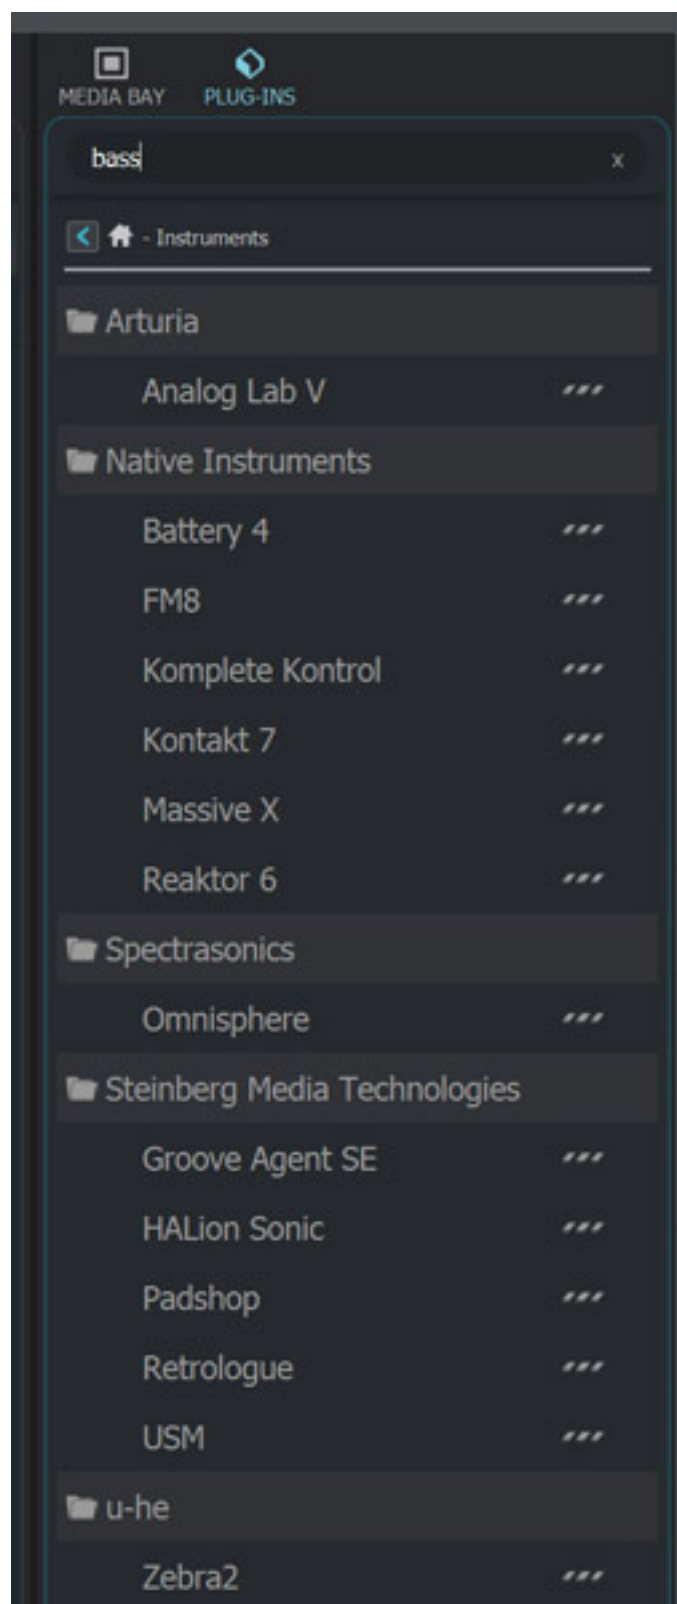 MEDIA BAY PLUG-INS
bass x
- Instruments
Arturia
Analog Lab V
Native Instruments
Battery 4
FM8
Komplete Kontrol
Kontakt 7
Massive X
Reaktor 6
Spectrasonics
Omnisphere
Steinberg Media Technologies
Groove Agent SE
HALion Sonic
Padshop
Retrologue
USM
u-he
Zebra2